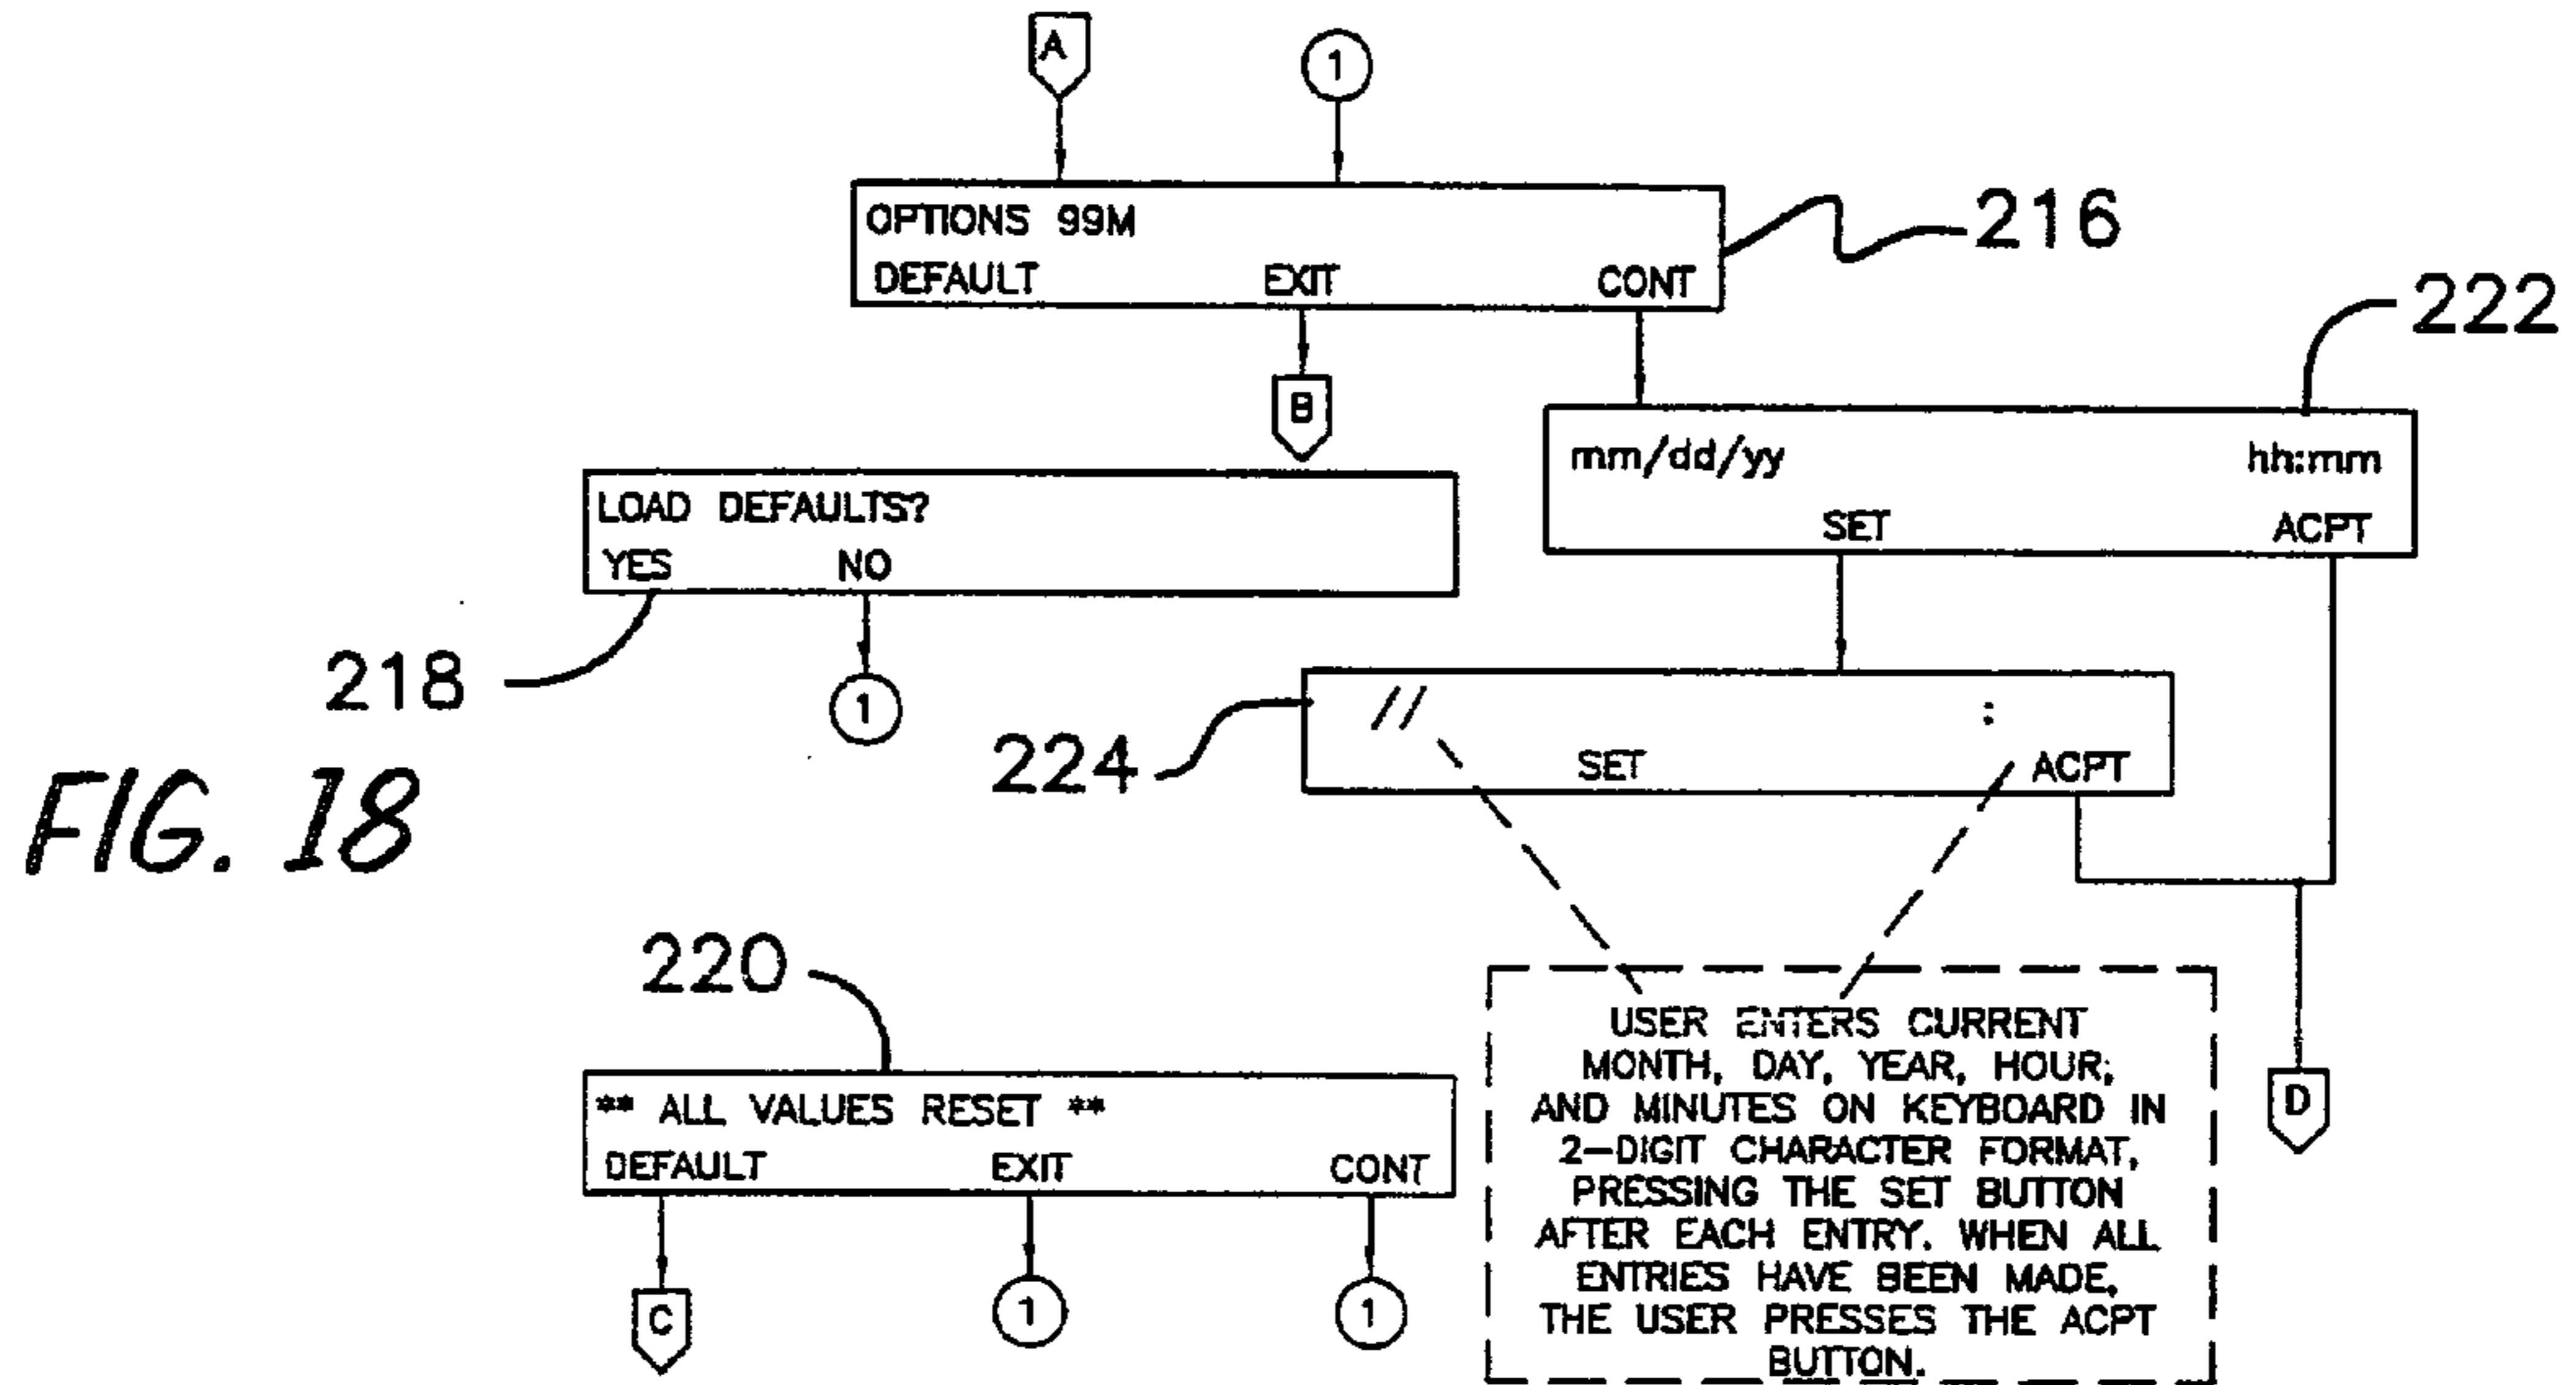 A
1
OPTIONS 99M
DEFAULT EXIT CONT
216
222
B
mm/dd/yy hh:mm
SET ACPT
LOAD DEFAULTS?
YES NO
218
1
// :
SET ACPT
224
FIG. 18
220
** ALL VALUES RESET **
DEFAULT EXIT CONT
C
1
1
USER ENTERS CURRENT
MONTH, DAY, YEAR, HOUR,
AND MINUTES ON KEYBOARD IN
2-DIGIT CHARACTER FORMAT,
PRESSING THE SET BUTTON
AFTER EACH ENTRY. WHEN ALL
ENTRIES HAVE BEEN MADE,
THE USER PRESSES THE ACPT
BUTTON.
D